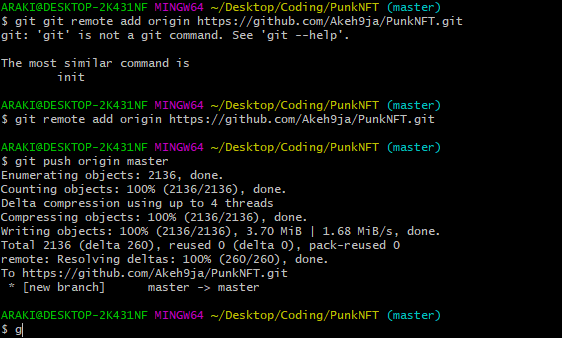 ARAKI@DESKTOP-2K431NF MINGW64 ~/Desktop/Coding/PunkNFT (master)
$ git git remote add origin https://github.com/Akeh9ja/PunkNFT.git
git: 'git' is not a git command. See 'git --help'.
The most similar command is
        init
ARAKI@DESKTOP-2K431NF MINGW64 ~/Desktop/Coding/PunkNFT (master)
$ git remote add origin https://github.com/Akeh9ja/PunkNFT.git
ARAKI@DESKTOP-2K431NF MINGW64 ~/Desktop/Coding/PunkNFT (master)
$ git push origin master
Enumerating objects: 2136, done.
Counting objects: 100% (2136/2136), done.
Delta compression using up to 4 threads
Compressing objects: 100% (2136/2136), done.
Writing objects: 100% (2136/2136), 3.70 MiB | 1.68 MiB/s, done.
Total 2136 (delta 260), reused 0 (delta 0), pack-reused 0
remote: Resolving deltas: 100% (260/260), done.
To https://github.com/Akeh9ja/PunkNFT.git
 * [new branch]      master -> master
ARAKI@DESKTOP-2K431NF MINGW64 ~/Desktop/Coding/PunkNFT (master)
$ g